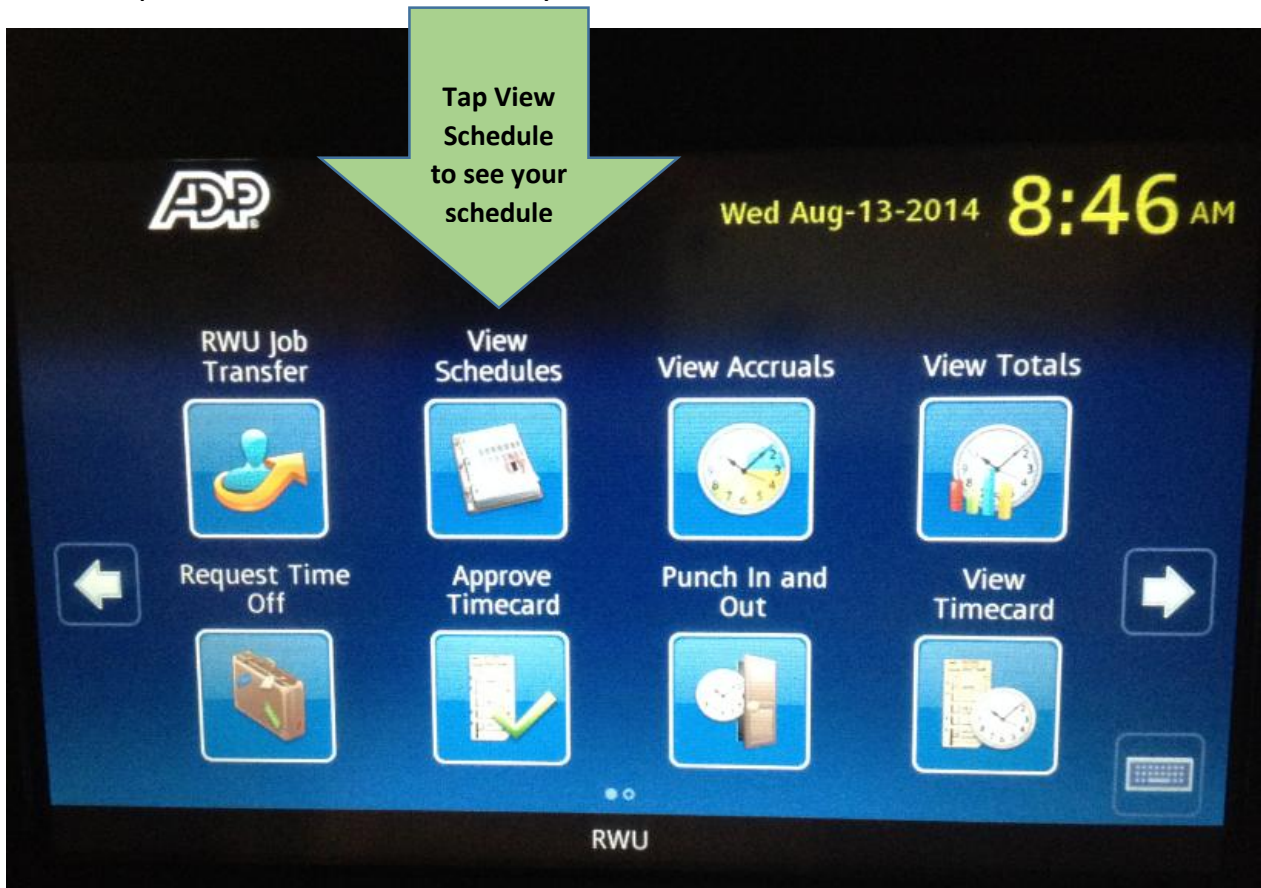 Tap View
Schedule
to see your
schedule
ADP
Wed Aug-13-2014 8:46 AM
RWU Job
Transfer
View
Schedules
View Accruals
View Totals
Request Time
Off
Approve
Timecard
Punch In and
Out
View
Timecard
RWU